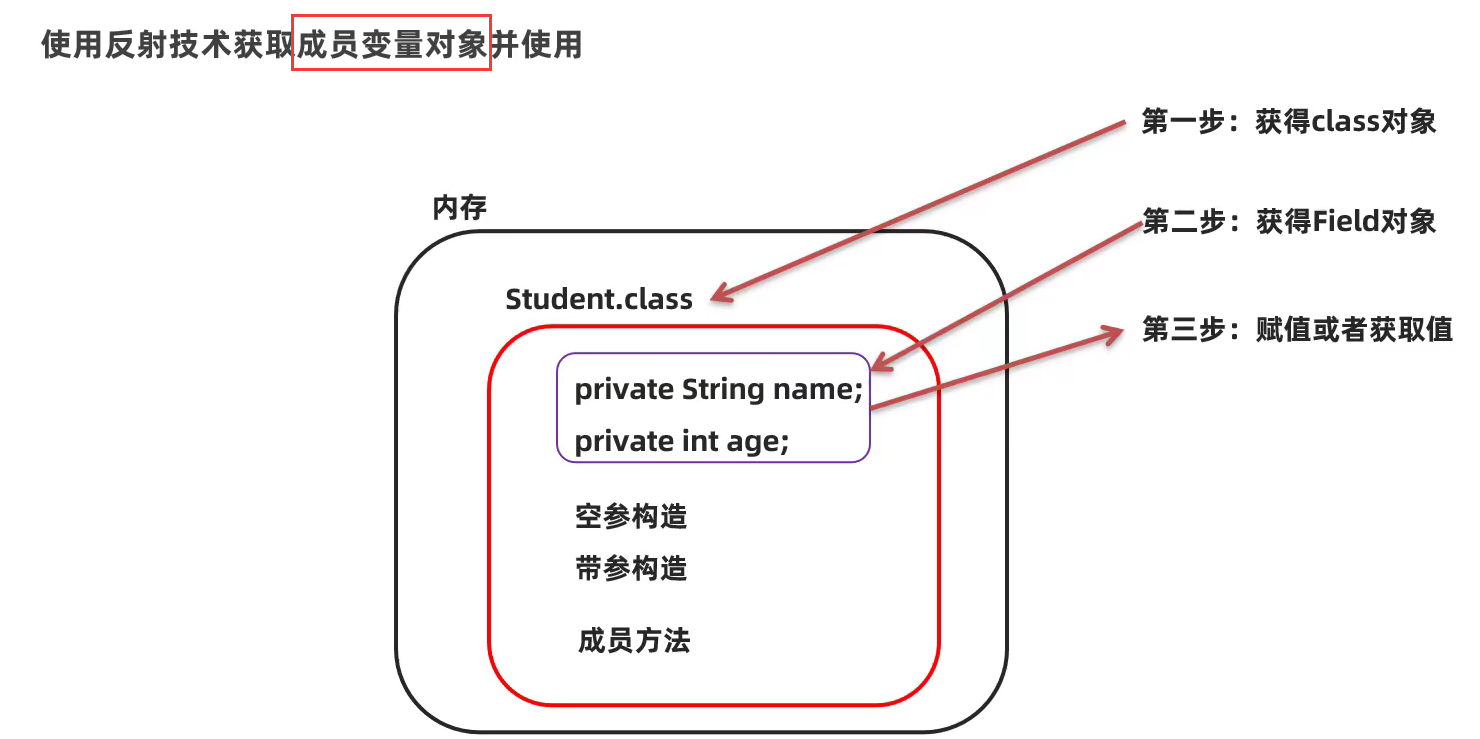 使用反射技术获取成员变量对象并使用
第一步：获得class对象
内存
第二步：获得Field对象
Student.class
第三步：赋值或者获取值
private String name;
private int age;
空参构造
带参构造
成员方法